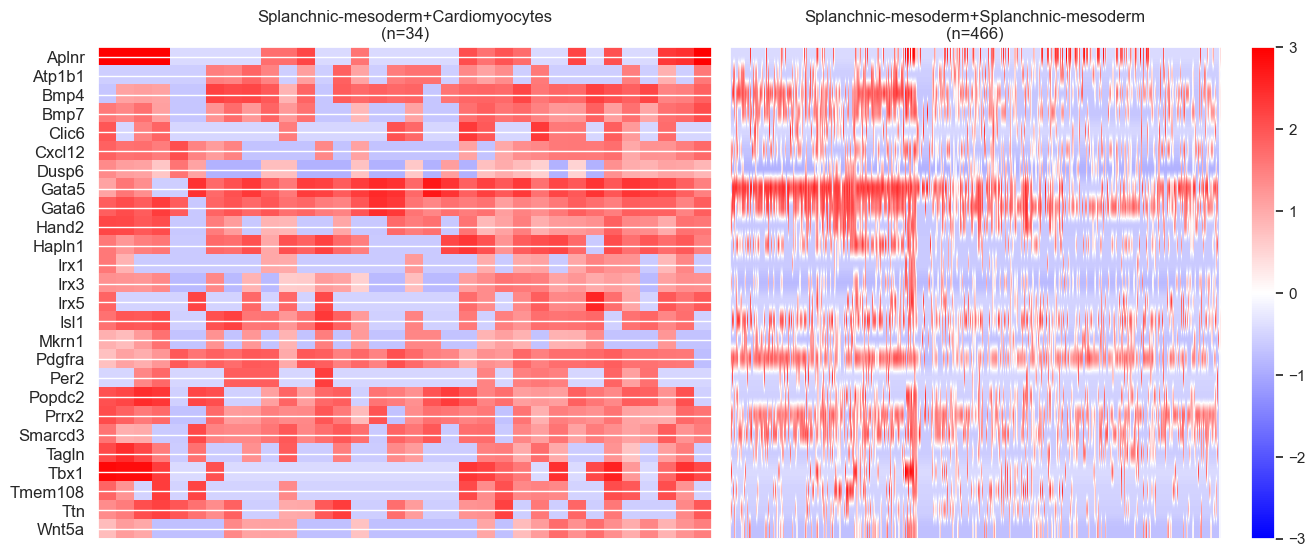 Splanchnic-mesoderm+Cardiomyocytes
(n=34)
Splanchnic-mesoderm+Splanchnic-mesoderm
(n=466)
Aplnr
Atp1b1
Bmp4
Bmp7
Clic6
Cxcl12
Dusp6
Gata5
Gata6
Hand2
Hapln1
Irx1
Irx3
Irx5
Isl1
Mkrn1
Pdgfra
Per2
Popdc2
Prrx2
Smarcd3
Tagln
Tbx1
Tmem108
Ttn
Wnt5a
3
2
1
0
−1
−2
−3